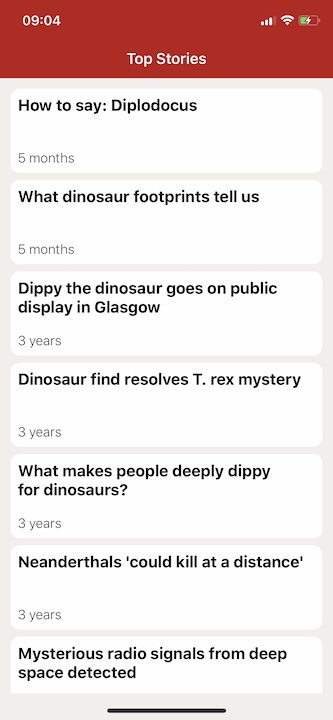 09:04
Top Stories
How to say: Diplodocus
5 months
What dinosaur footprints tell us
5 months
Dippy the dinosaur goes on public
display in Glasgow
3 years
Dinosaur find resolves T. rex mystery
3 years
What makes people deeply dippy
for dinosaurs?
3 years
Neanderthals 'could kill at a distance'
3 years
Mysterious radio signals from deep
space detected